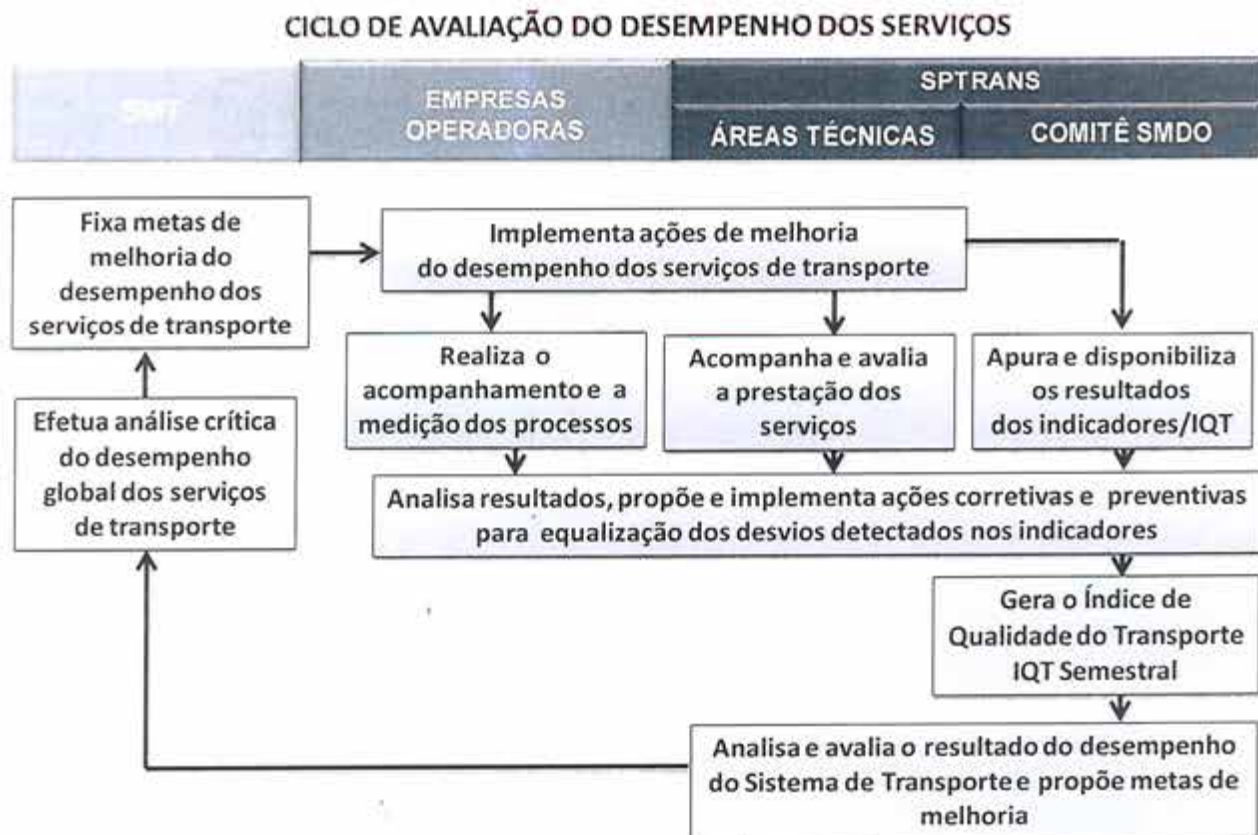 CICLO DE AVALIAÇÃO DO DESEMPENHO DOS SERVIÇOS
SMT
EMPRESAS
OPERADORAS
SPTRANS
ÁREAS TÉCNICAS
COMITÊ SMDO
Fixa metas de
melhoria do
desempenho dos
serviços de transporte
Implementa ações de melhoria
do desempenho dos serviços de transporte
Efetua análise crítica
do desempenho
global dos serviços
de transporte
Realiza o
acompanhamento e a
medição dos processos
Acompanha e avalia
a prestação dos
serviços
Apura e disponibiliza
os resultados
dos indicadores/IQT
Analisa resultados, propõe e implementa ações corretivas e preventivas
para equalização dos desvios detectados nos indicadores
Gera o Índice de
Qualidade do Transporte
IQT Semestral
Analisa e avalia o resultado do desempenho
do Sistema de Transporte e propõe metas de
melhoria